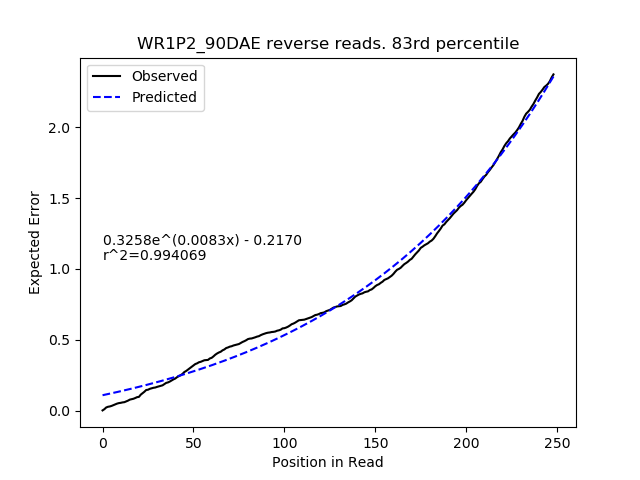 WR1P2_90DAE reverse reads. 83rd percentile
Observed
Predicted
2.0
1.5
1.0
0.5
0.0
Expected Error
0.3258e^(0.0083x) - 0.2170
r^2=0.994069
0 50 100 150 200 250
Position in Read